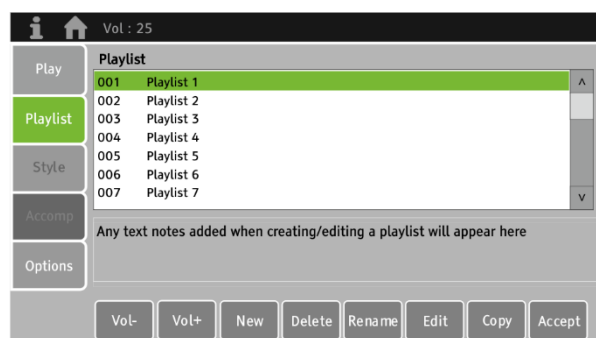 i Vol : 25
Play
Playlist
Style
Accomp
Options
Playlist
001 Playlist 1
002 Playlist 2
003 Playlist 3
004 Playlist 4
005 Playlist 5
006 Playlist 6
007 Playlist 7
Any text notes added when creating/editing a playlist will appear here
Vol- Vol+ New Delete Rename Edit Copy Accept